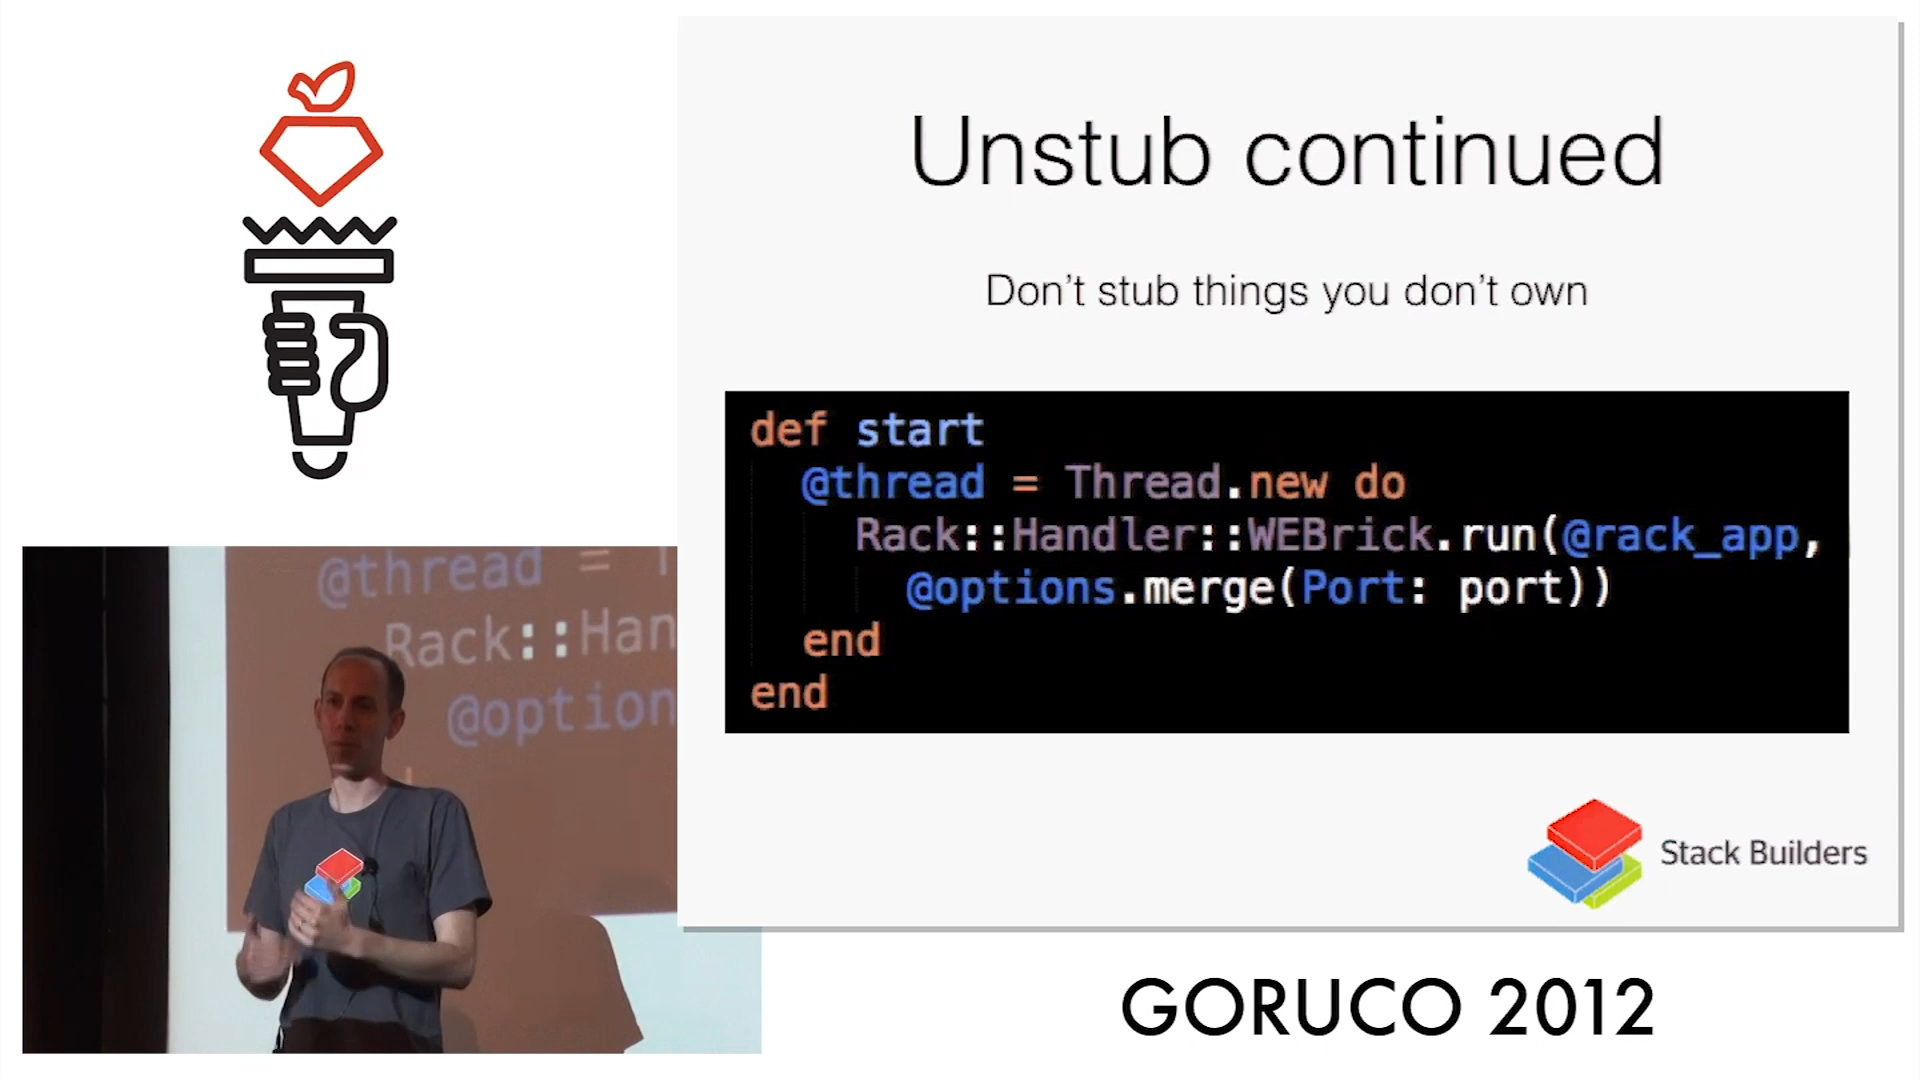 Unstub continued
Don't stub things you don't own
def start
@thread = Thread.new do
Rack::Handler::WEBrick.run(@rack_app,
@options.merge(Port: port))
end
end
Stack Builders
@thread =
Rack::Han
@option
GORUCO 2012